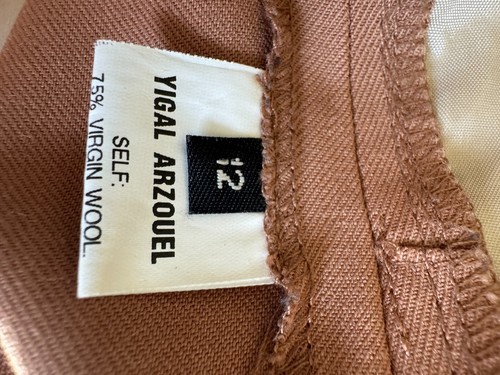 12
YIGAL ARZOUEL
SELF:
75% VIRGIN WOOL.